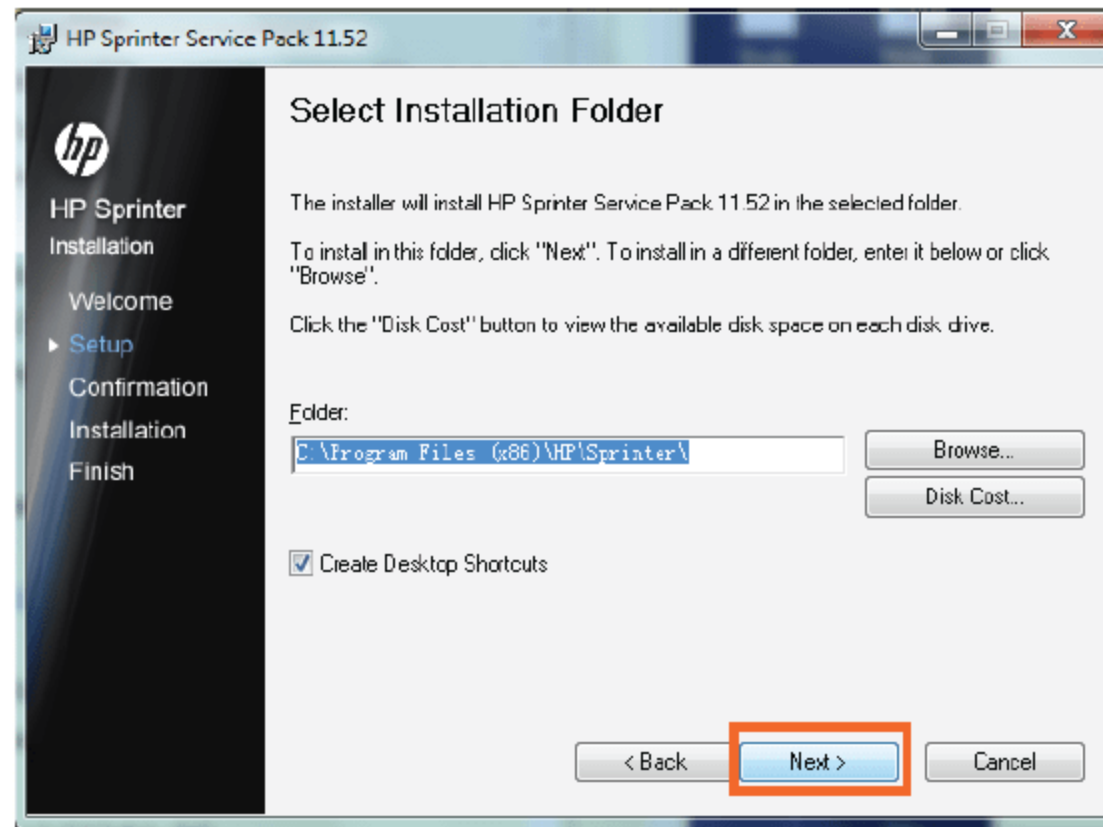 HP Sprinter Service Pack 11.52
hp
HP Sprinter
Installation
Welcome
Setup
Confirmation
Installation
Finish
Select Installation Folder
The installer will install HP Sprinter Service Pack 11.52 in the selected folder.
To install in this folder, click "Next". To install in a different folder, enter it below or click
"Browse".
Click the "Disk Cost" button to view the available disk space on each disk drive.
Folder:
C:\Program Files (x86)\HP\Sprinter\
Browse...
Disk Cost...
Create Desktop Shortcuts
< Back
Next >
Cancel